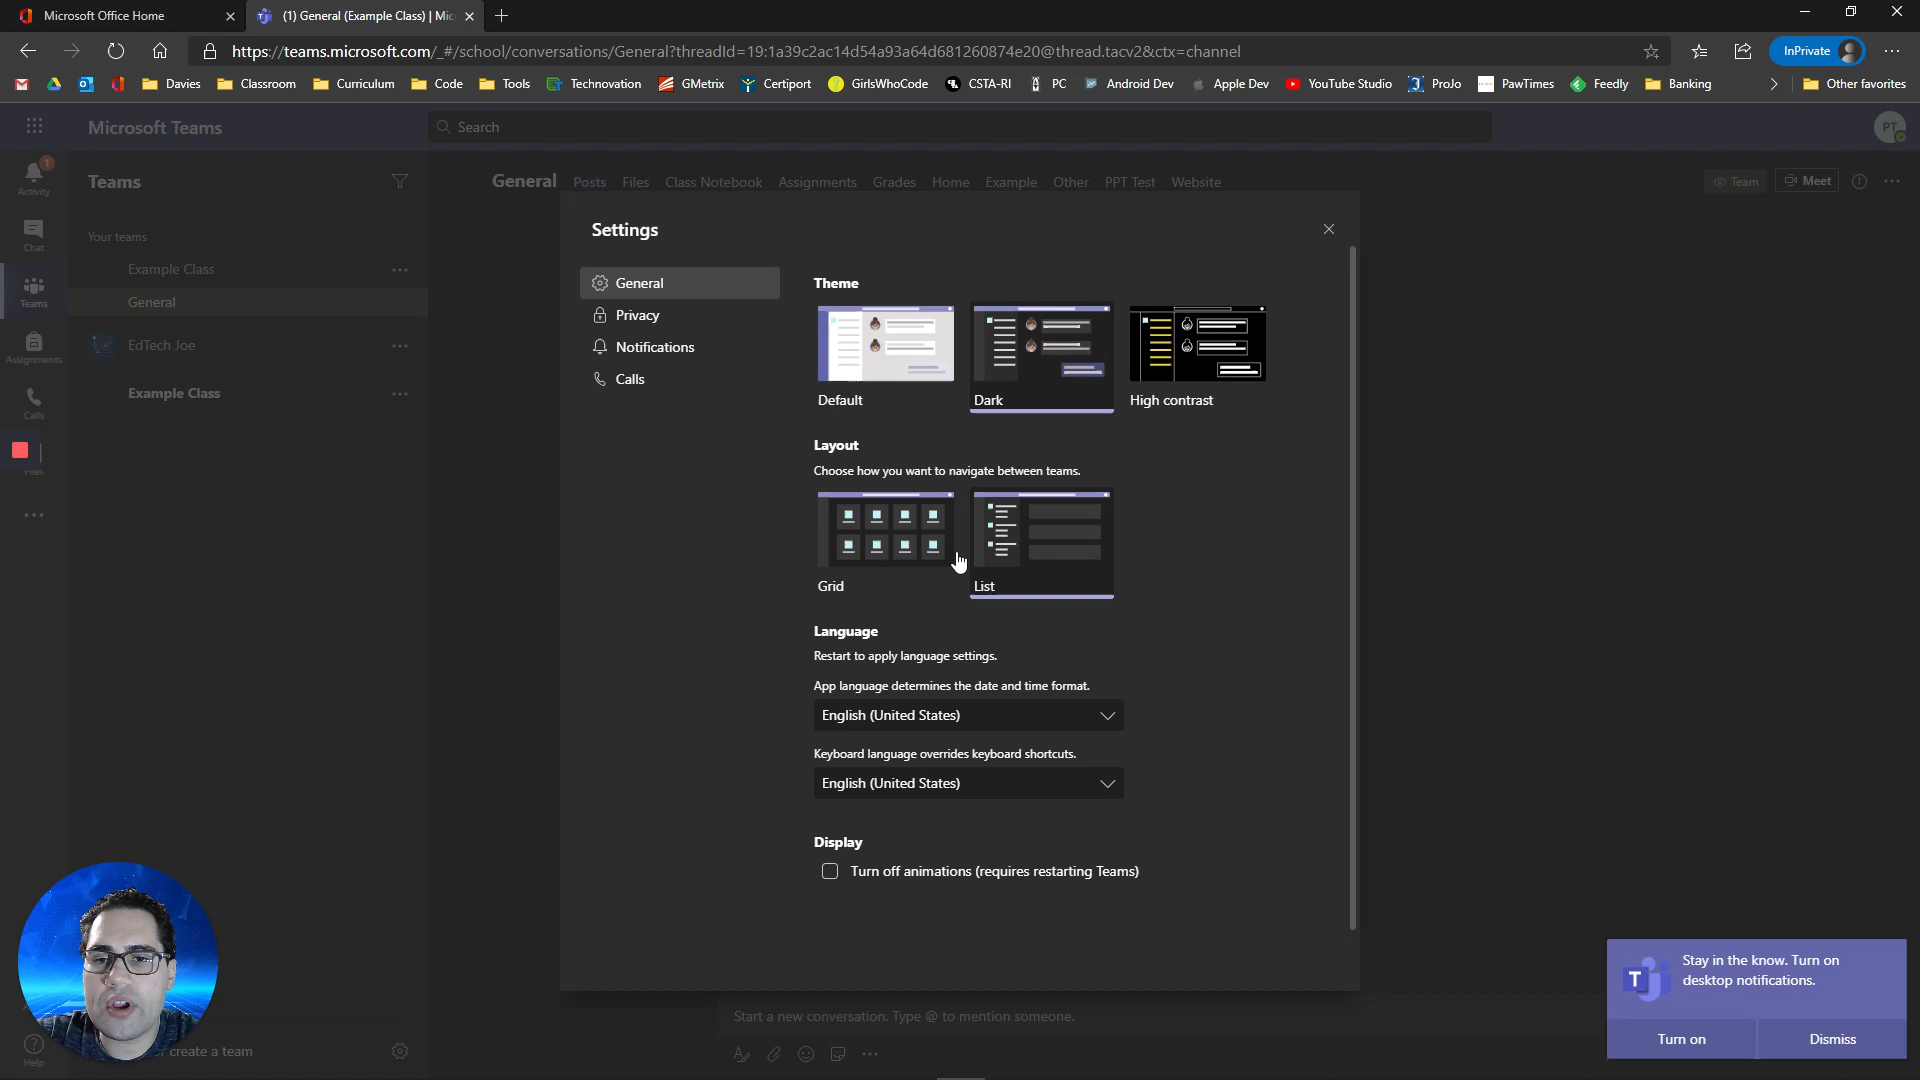 Microsoft Office Home
(1) General (Example Class) | Mic
https://teams.microsoft.com/_#/school/conversations/General?threadId=19:1a39c2ac14d54a93a64d681260874e20@thread.tacv2&ctx=channel
InPrivate
Davies
Classroom
Curriculum
Code
Tools
Technovation
GMetrix
Certiport
GirlsWhoCode
CSTA-RI
PC
Android Dev
Apple Dev
YouTube Studio
ProJo
PawTimes
Feedly
Banking
Other favorites
Microsoft Teams
Search
PT
1
Activity
Chat
Teams
Assignments
Calls
Files
Help
Teams
Your teams
Example Class
General
EdTech Joe
Example Class
or create a team
General
Posts
Files
Class Notebook
Assignments
Grades
Home
Example
Other
PPT Test
Website
Team
Meet
Settings
General
Privacy
Notifications
Calls
Theme
Default
Dark
High contrast
Layout
Choose how you want to navigate between teams.
Grid
List
Language
Restart to apply language settings.
App language determines the date and time format.
English (United States)
Keyboard language overrides keyboard shortcuts.
English (United States)
Display
Turn off animations (requires restarting Teams)
Start a new conversation. Type @ to mention someone.
T
Stay in the know. Turn on
desktop notifications.
Turn on
Dismiss